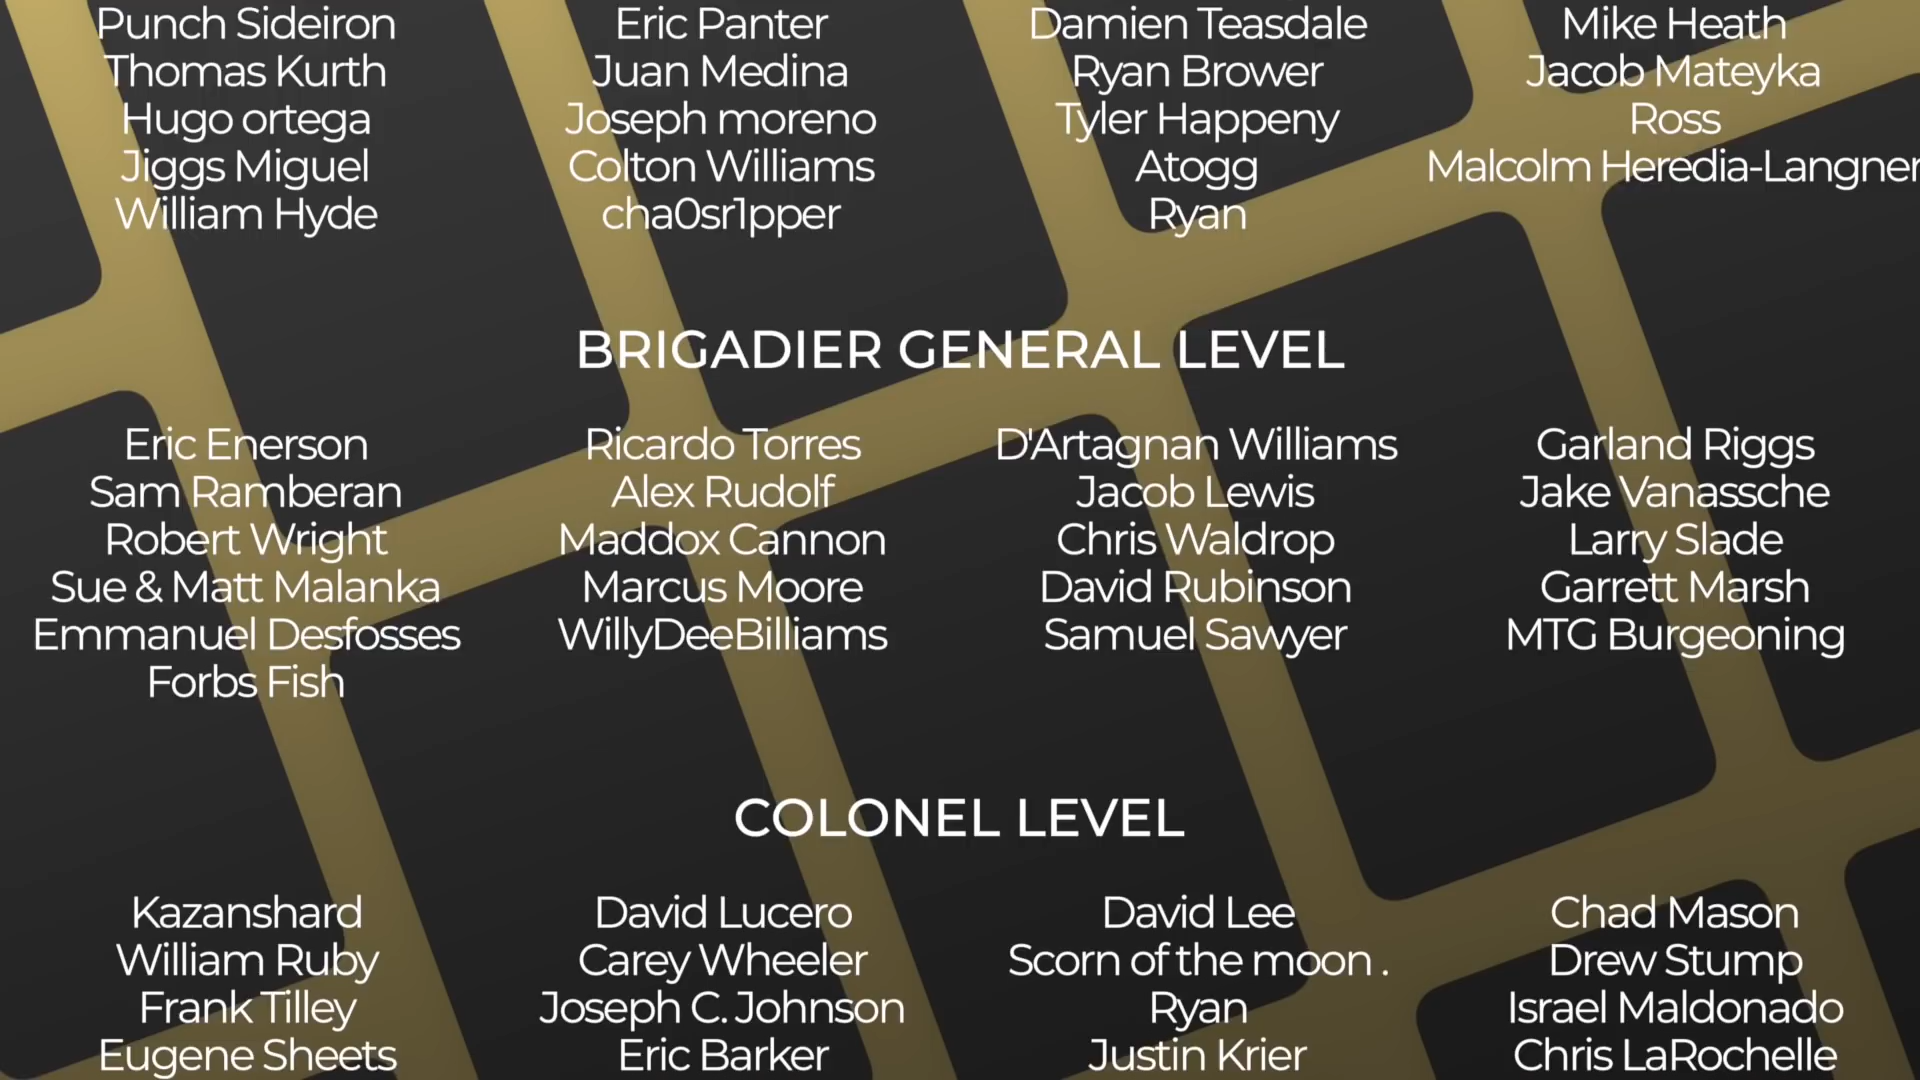 Punch Sideiron
Eric Panter
Damien Teasdale
Mike Heath
Thomas Kurth
Juan Medina
Ryan Brower
Jacob Mateyka
Hugo ortega
Joseph moreno
Tyler Happeny
Ross
Jiggs Miguel
Colton Williams
Atogg
Malcolm Heredia-Langner
William Hyde
cha0sr1pper
Ryan
BRIGADIER GENERAL LEVEL
Eric Enerson
Ricardo Torres
D'Artagnan Williams
Garland Riggs
Sam Ramberan
Alex Rudolf
Jacob Lewis
Jake Vanassche
Robert Wright
Maddox Cannon
Chris Waldrop
Larry Slade
Sue & Matt Malanka
Marcus Moore
David Rubinson
Garrett Marsh
Emmanuel Desfosses
WillyDeeBilliams
Samuel Sawyer
MTG Burgeoning
Forbs Fish
COLONEL LEVEL
Kazanshard
David Lucero
David Lee
Chad Mason
William Ruby
Carey Wheeler
Scorn of the moon .
Drew Stump
Frank Tilley
Joseph C. Johnson
Ryan
Israel Maldonado
Eugene Sheets
Eric Barker
Justin Krier
Chris LaRochelle